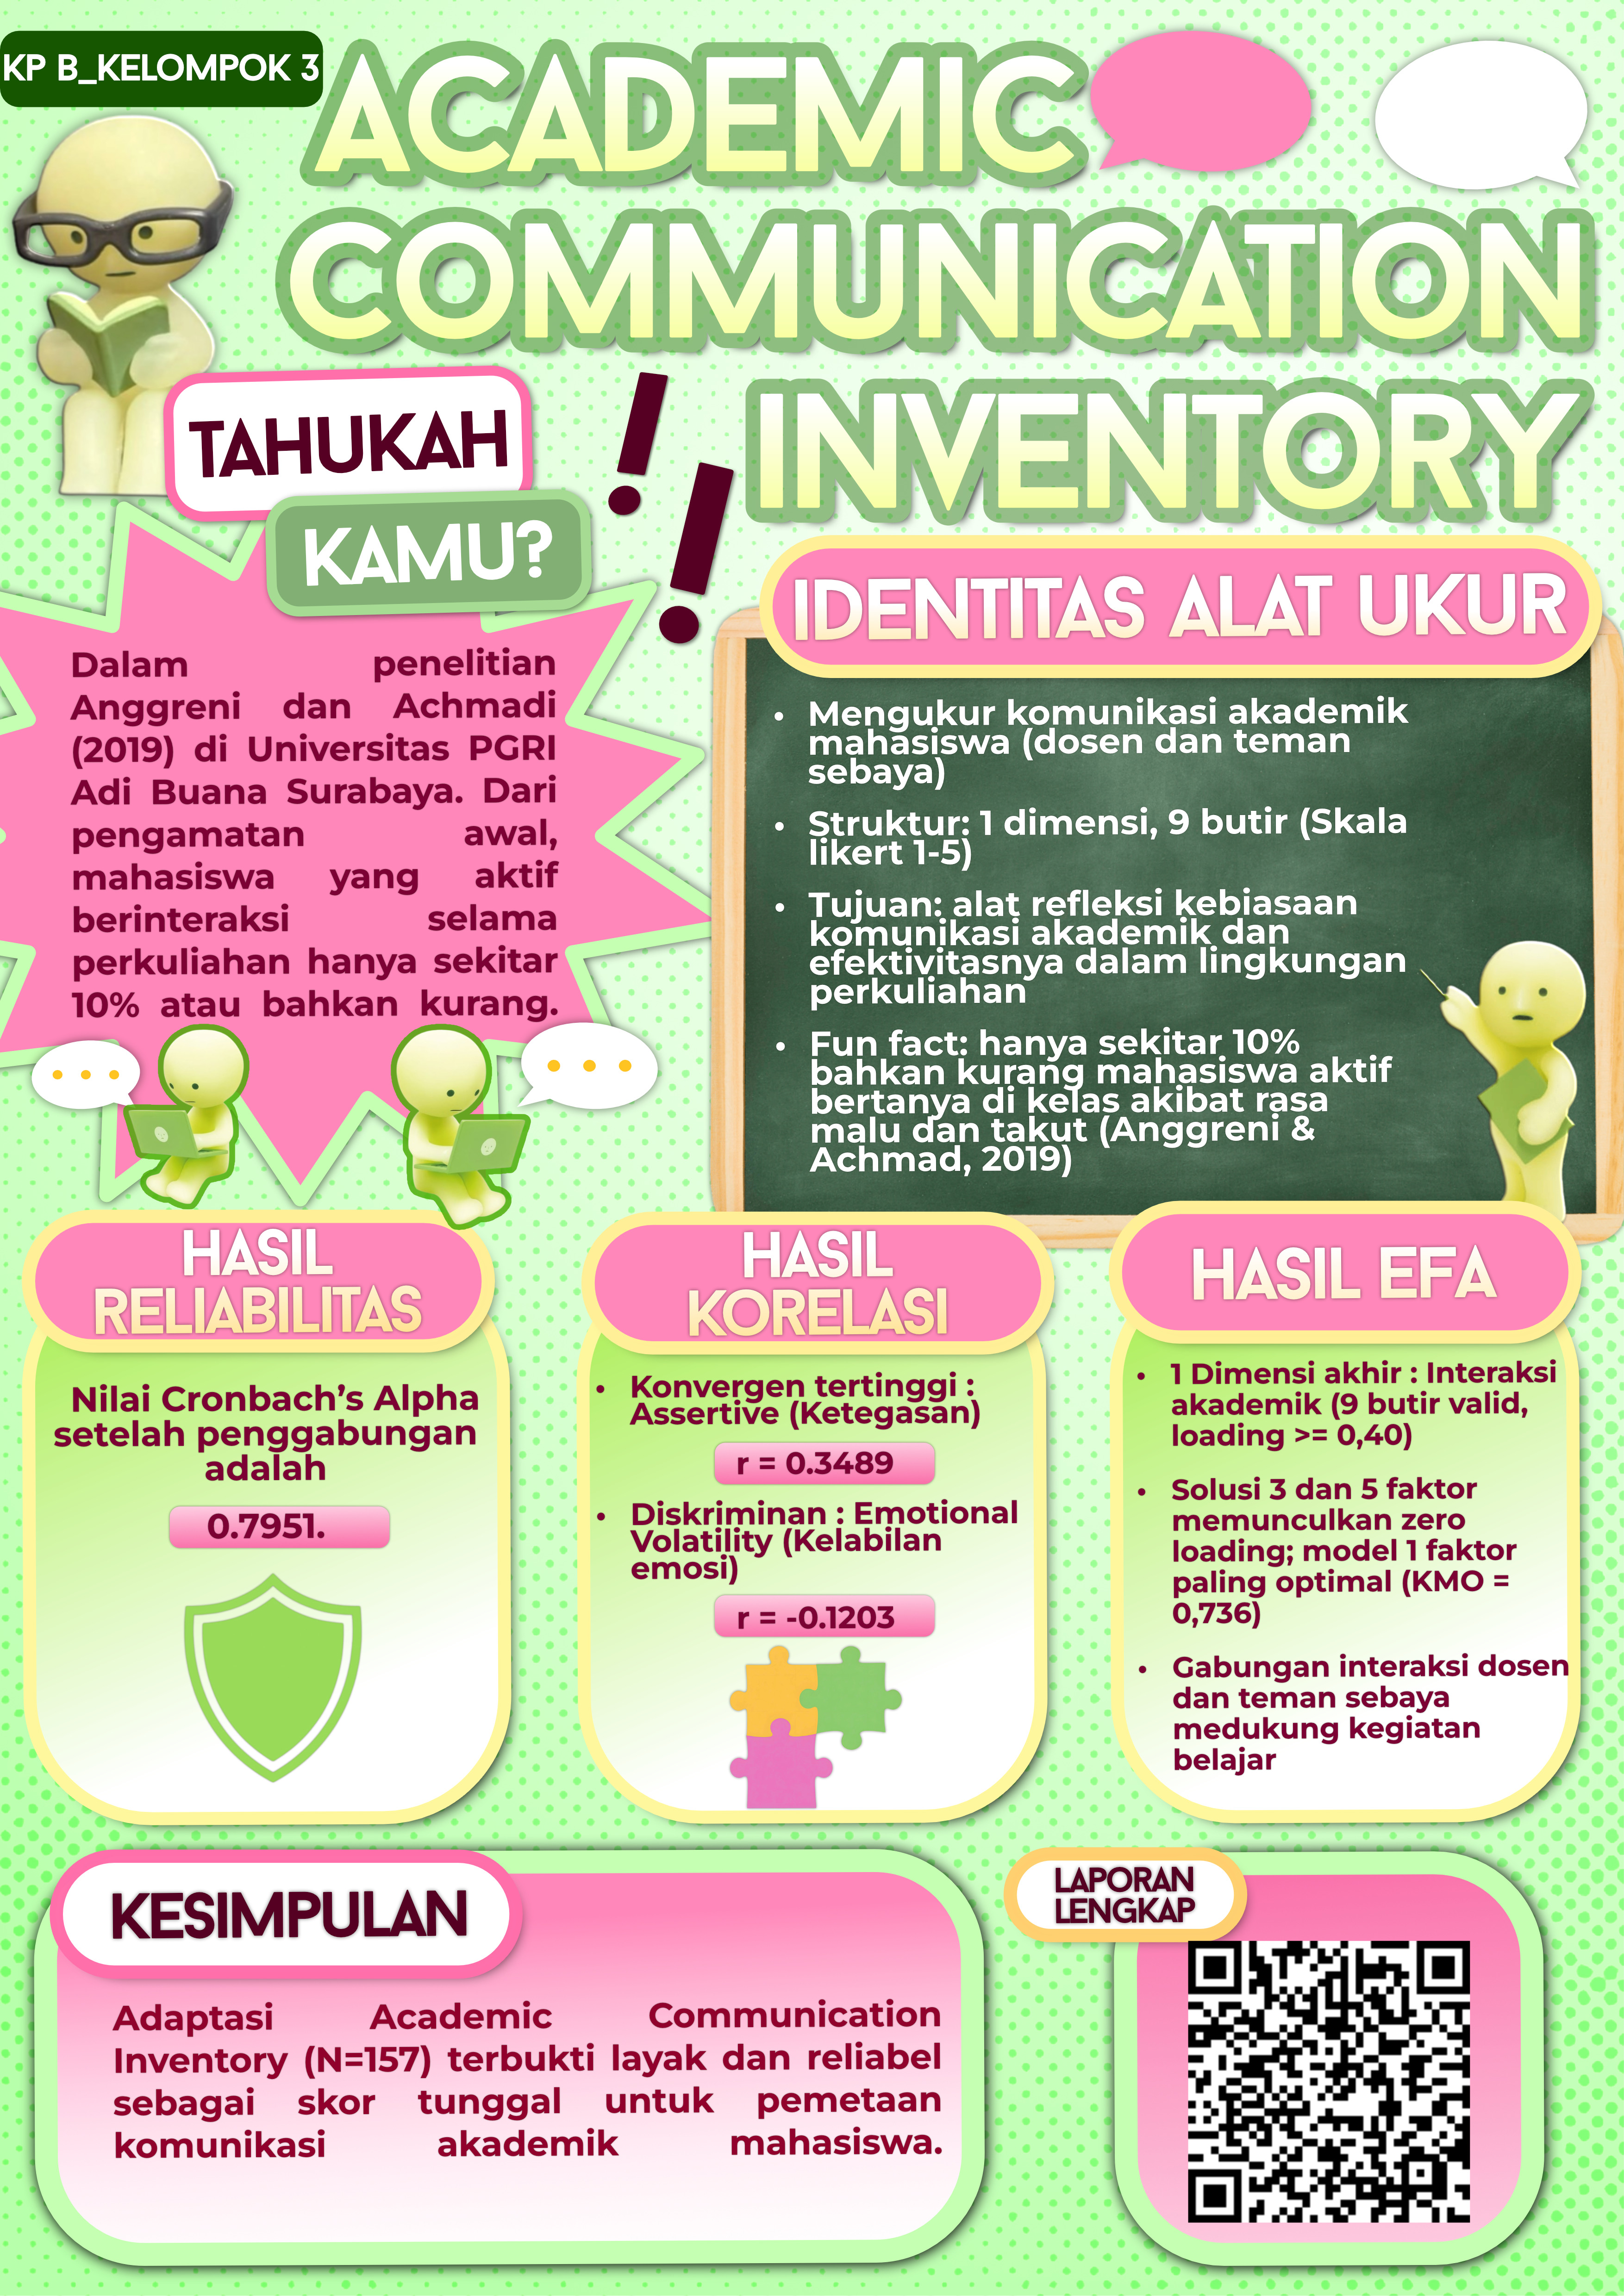 KP B_KELOMPOK 3
ACADEMIC
COMMUNICATION
INVENTORY
TAHUKAH
KAMU?
!
!
Dalam penelitian
Anggreni dan Achmadi
(2019) di Universitas PGRI
Adi Buana Surabaya. Dari
pengamatan awal,
mahasiswa yang aktif
berinteraksi selama
perkuliahan hanya sekitar
10% atau bahkan kurang.
IDENTITAS ALAT UKUR
• Mengukur komunikasi akademik
mahasiswa (dosen dan teman
sebaya)
• Struktur: 1 dimensi, 9 butir (Skala
likert 1-5)
• Tujuan: alat refleksi kebiasaan
komunikasi akademik dan
efektivitasnya dalam lingkungan
perkuliahan
• Fun fact: hanya sekitar 10%
bahkan kurang mahasiswa aktif
bertanya di kelas akibat rasa
malu dan takut (Anggreni &
Achmad, 2019)
HASIL
RELIABILITAS
Nilai Cronbach's Alpha
setelah penggabungan
adalah
0.7951.
HASIL
KORELASI
• Konvergen tertinggi :
Assertive (Ketegasan)
r = 0.3489
• Diskriminan : Emotional
Volatility (Kelabilan
emosi)
r = -0.1203
HASIL EFA
• 1 Dimensi akhir : Interaksi
akademik (9 butir valid,
loading >= 0,40)
• Solusi 3 dan 5 faktor
memunculkan zero
loading; model 1 faktor
paling optimal (KMO =
0,736)
• Gabungan interaksi dosen
dan teman sebaya
medukung kegiatan
belajar
KESIMPULAN
Adaptasi Academic Communication
Inventory (N=157) terbukti layak dan reliabel
sebagai skor tunggal untuk pemetaan
komunikasi akademik mahasiswa.
LAPORAN
LENGKAP